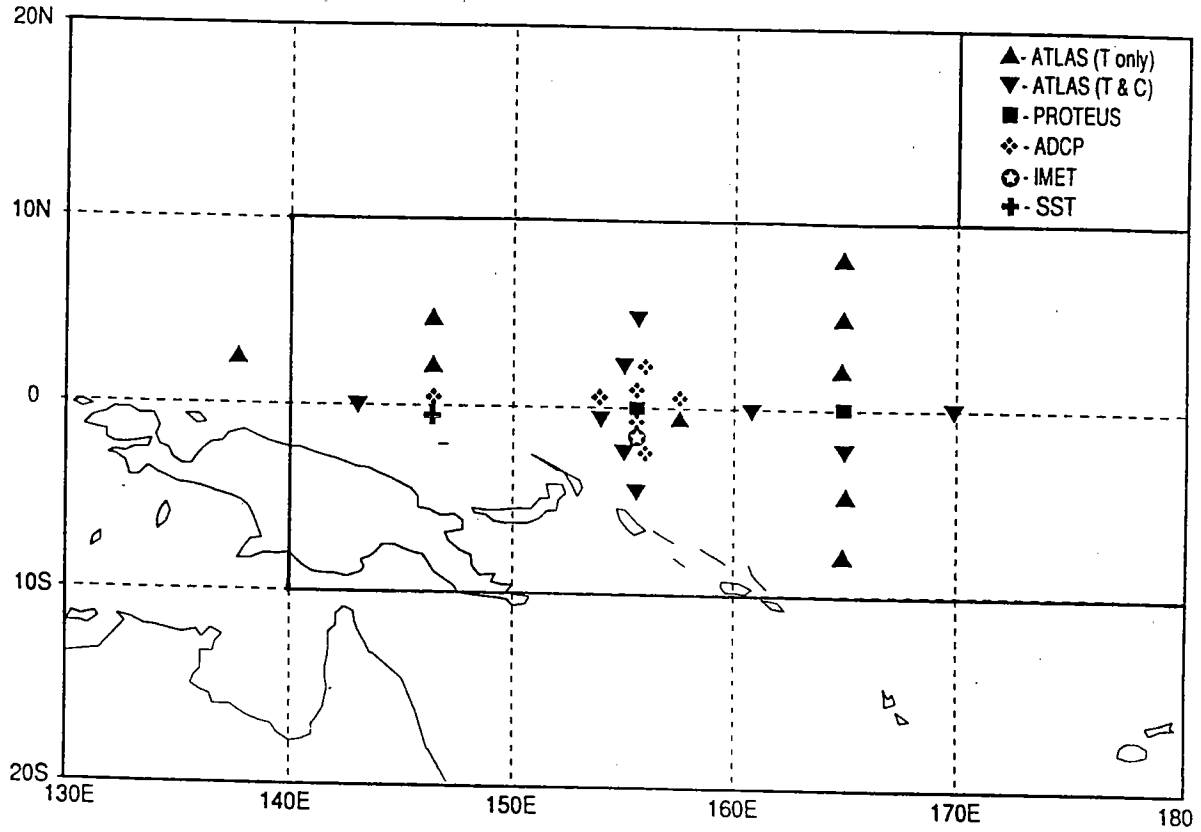 20N
10N
0
10S
20S
130E
140E
150E
160E
170E
180
- ATLAS (T only)
- ATLAS (T & C)
- PROTEUS
- ADCP
- IMET
- SST